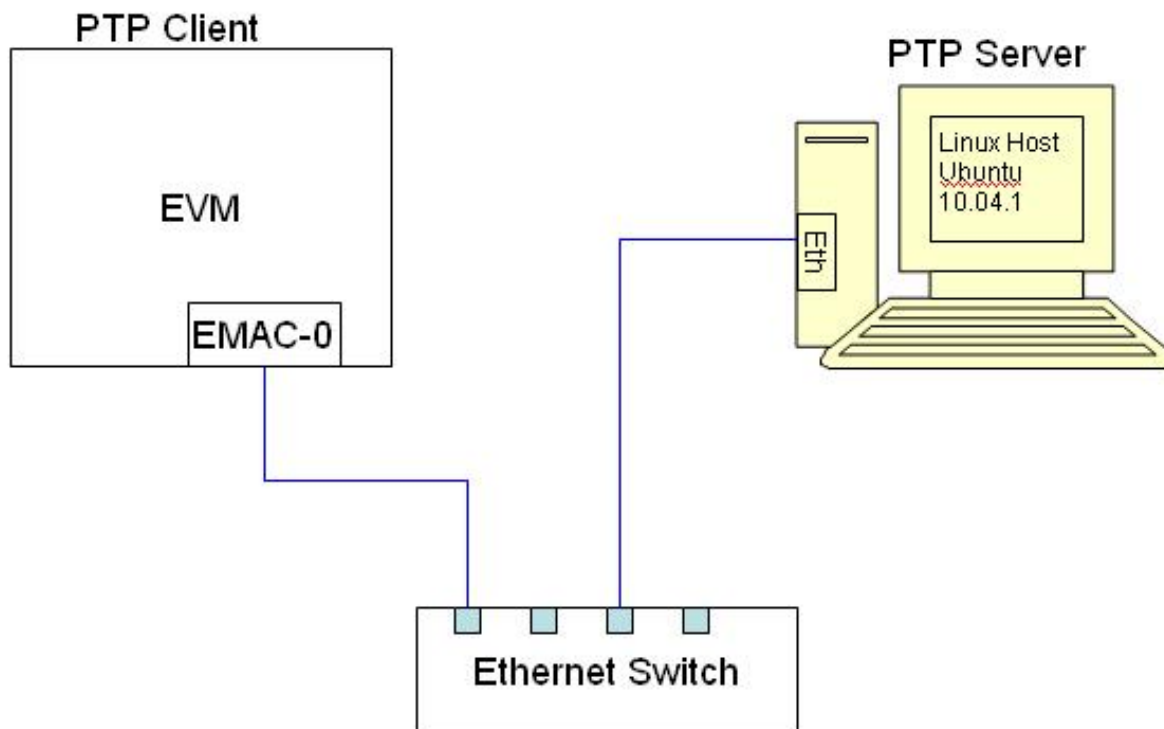 PTP Client
PTP Server
EVM
EMAC-0
Linux Host
Ubuntu
10.04.1
Eth
Ethernet Switch